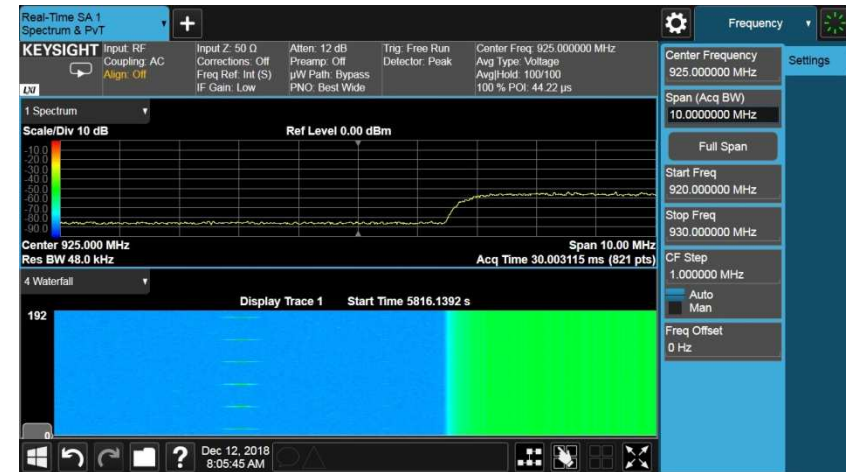 Real-Time SA 1
Spectrum & PvT
Frequency
KEYSIGHT
LXI
Input: RF
Coupling: AC
Align: Off
Input Z: 50 Ω
Corrections: Off
Freq Ref: Int (S)
IF Gain: Low
Atten: 12 dB
Preamp: Off
µW Path: Bypass
PNO: Best Wide
Trig: Free Run
Detector: Peak
Center Freq: 925.000000 MHz
Avg Type: Voltage
Avg|Hold: 100/100
100 % POI: 44.22 µs
1 Spectrum
Scale/Div 10 dB
Ref Level 0.00 dBm
-10.0
-20.0
-30.0
-40.0
-50.0
-60.0
-70.0
-80.0
-90.0
Center 925.000 MHz
Span 10.00 MHz
Res BW 48.0 kHz
Acq Time 30.003115 ms (821 pts)
4 Waterfall
Display Trace 1
Start Time 5816.1392 s
192
0
?
Dec 12, 2018
8:05:45 AM
Center Frequency
925.000000 MHz
Settings
Span (Acq BW)
10.0000000 MHz
Full Span
Start Freq
920.000000 MHz
Stop Freq
930.000000 MHz
CF Step
1.000000 MHz
Auto
Man
Freq Offset
0 Hz